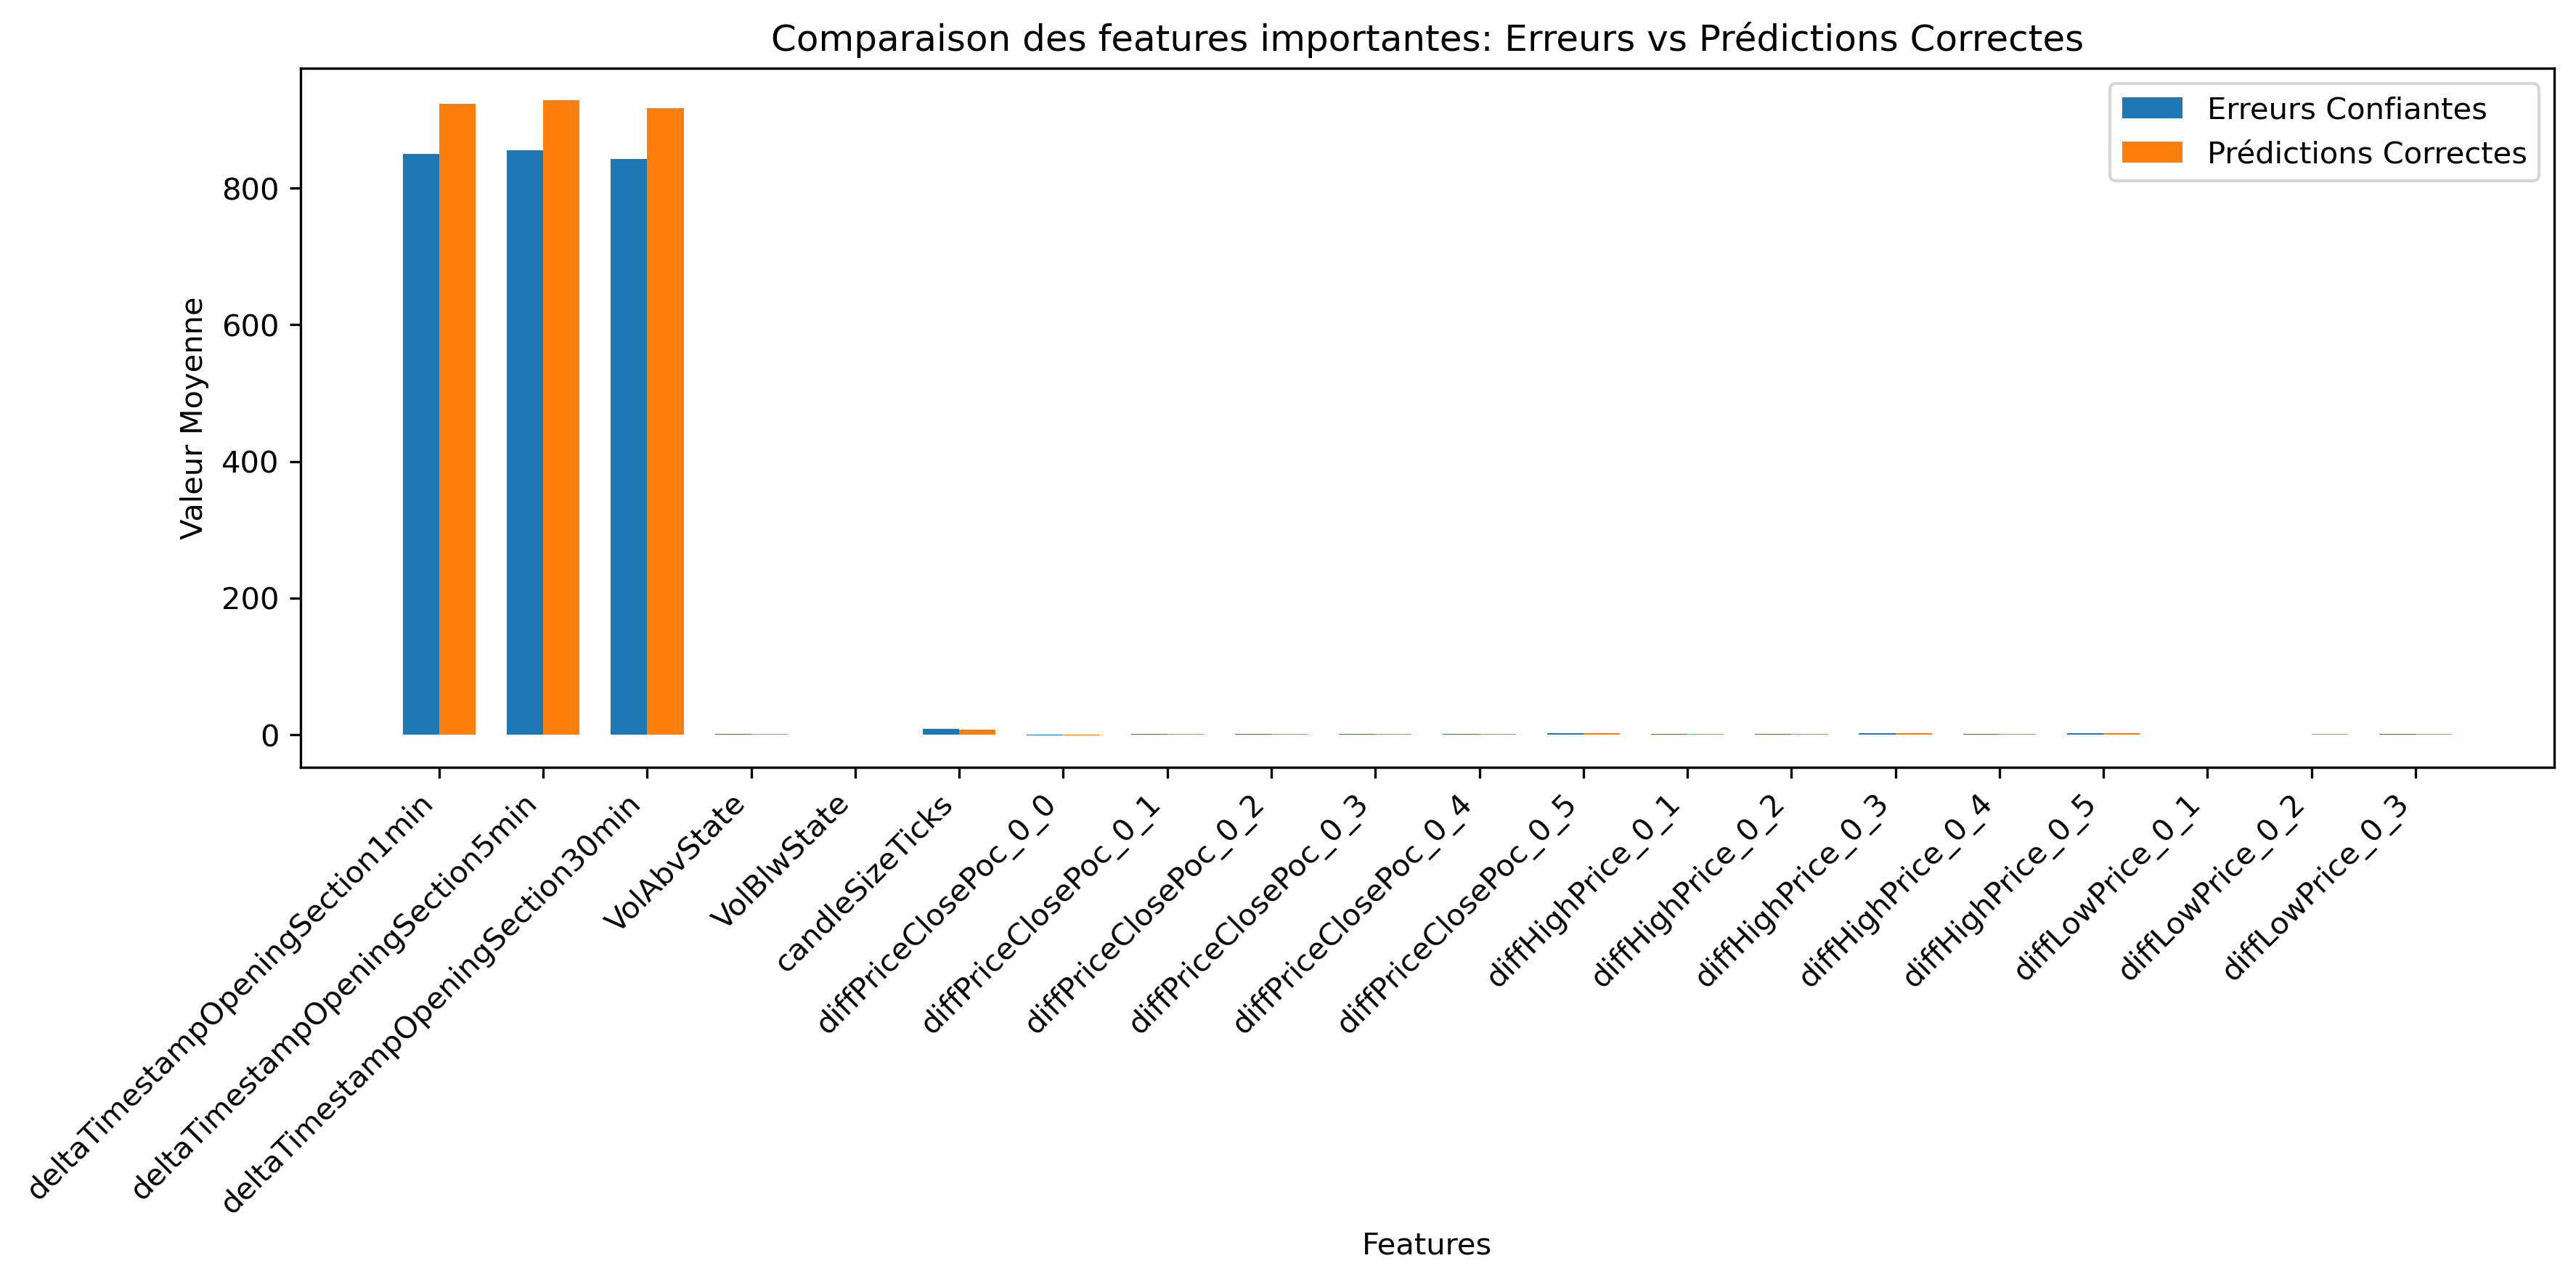 Comparaison des features importantes: Erreurs vs Prédictions Correctes
Erreurs Confiantes
Prédictions Correctes
Valeur Moyenne
800
600
400
200
0
deltaTimestampOpeningSection1min
deltaTimestampOpeningSection5min
deltaTimestampOpeningSection30min
VolAbvState
VolBlwState
candleSizeTicks
diffPriceClosePoc_0_0
diffPriceClosePoc_0_1
diffPriceClosePoc_0_2
diffPriceClosePoc_0_3
diffPriceClosePoc_0_4
diffPriceClosePoc_0_5
diffHighPrice_0_1
diffHighPrice_0_2
diffHighPrice_0_3
diffHighPrice_0_4
diffHighPrice_0_5
diffLowPrice_0_1
diffLowPrice_0_2
diffLowPrice_0_3
Features